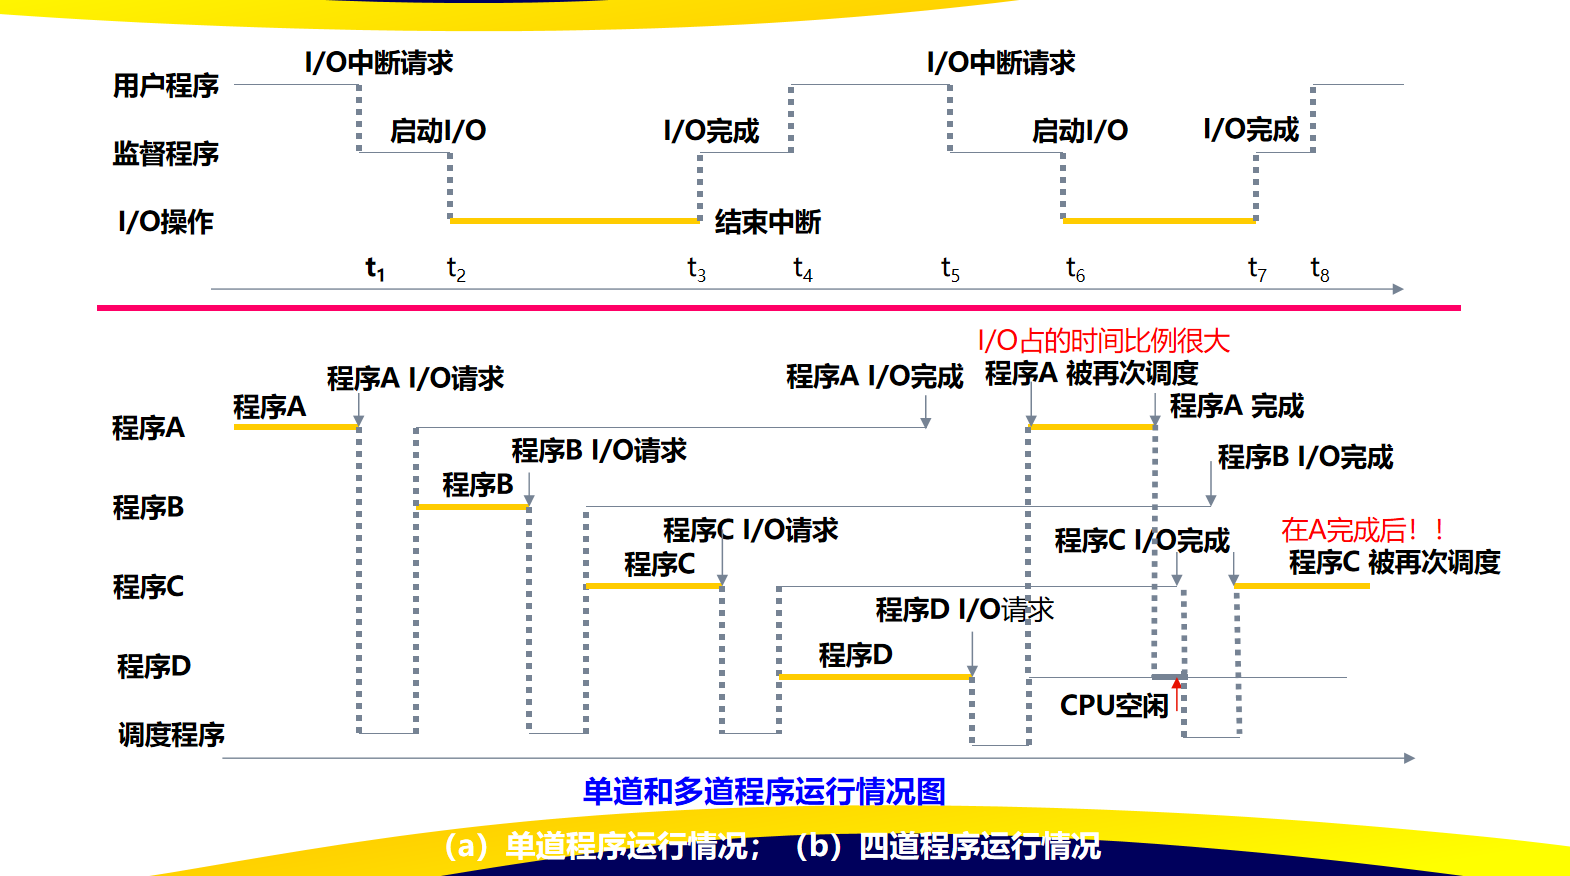 I/O中断请求
I/O中断请求
用户程序
启动I/O
I/O完成
启动I/O
I/O完成
监督程序
I/O操作
结束中断
t1 t2 t3 t4 t5 t6 t7 t8
I/O占的时间比例很大
程序A I/O请求
程序A I/O完成
程序A 被再次调度
程序A
程序A 完成
程序A
程序B I/O请求
程序B I/O完成
程序B
程序B
程序C I/O请求
程序C I/O完成
在A完成后！！
程序C
程序C 被再次调度
程序C
程序D I/O请求
程序D
程序D
CPU空闲
调度程序
单道和多道程序运行情况图
（a）单道程序运行情况；（b）四道程序运行情况